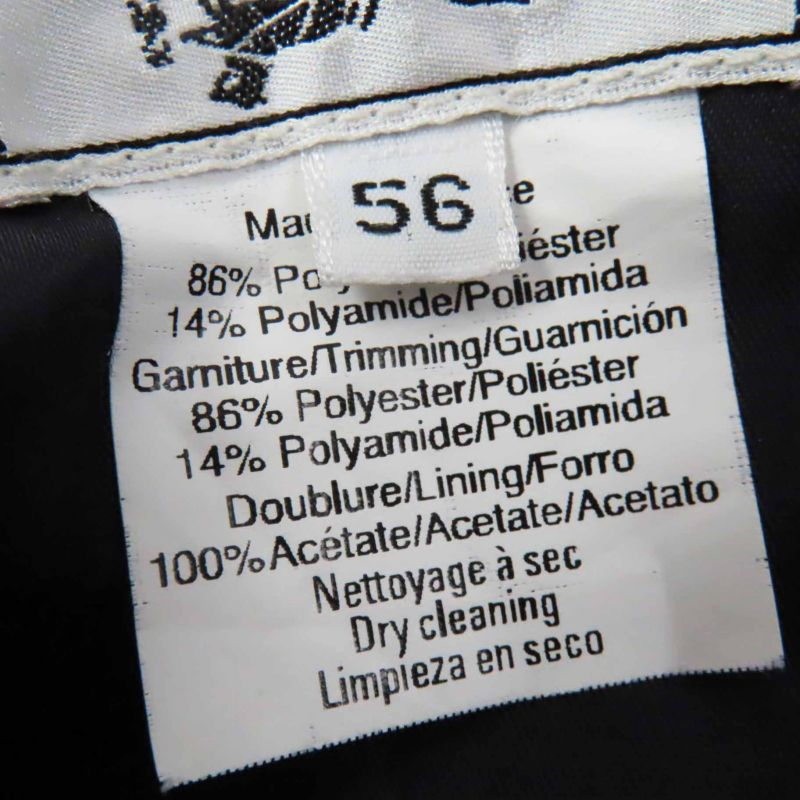 56
86%
14% Polyamide/Poliamida
Garniture/Trimming/Guarnición
86% Polyester/Poliéster
14% Polyamide/Poliamida
Doublure/Lining/Forro
100%Acétate/Acetate/Acetato
Nettoyage à sec
Dry cleaning
Limpieza en seco